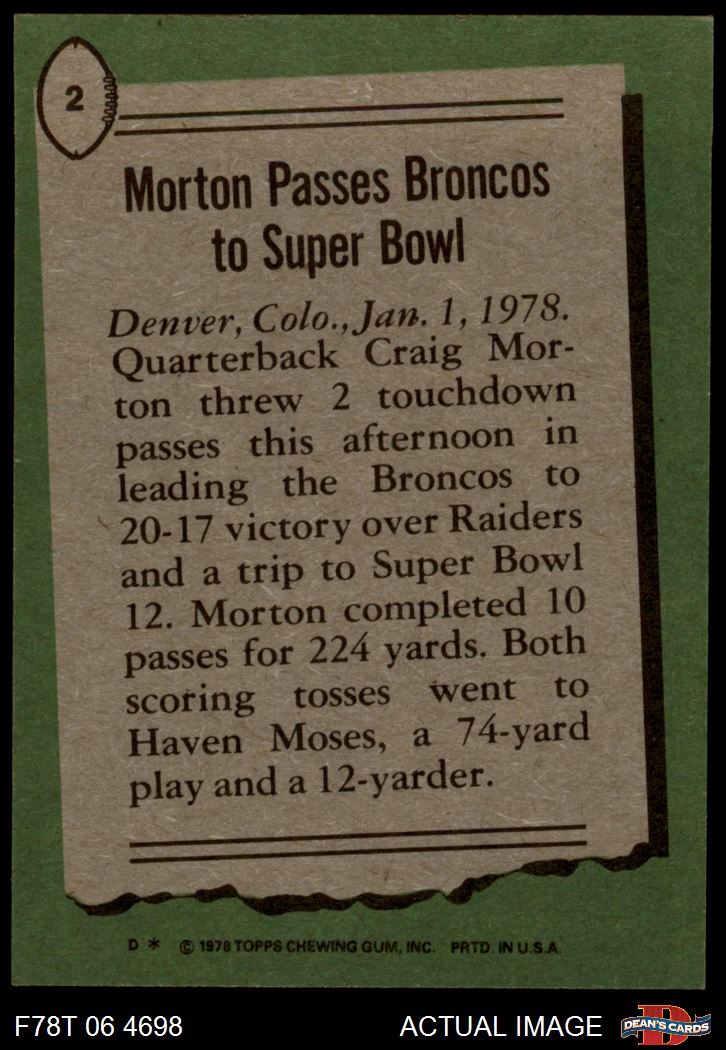 2
Morton Passes Broncos
to Super Bowl
Denver, Colo., Jan. 1, 1978.
Quarterback Craig Mor-
ton threw 2 touchdown
passes this afternoon in
leading the Broncos to
20-17 victory over Raiders
and a trip to Super Bowl
12. Morton completed 10
passes for 224 yards. Both
scoring tosses went to
Haven Moses, a 74-yard
play and a 12-yarder.
D * © 1978 TOPPS CHEWING GUM, INC. PRTD. IN U.S.A.
F78T 06 4698
ACTUAL IMAGE
D
DEAN'S CARDS